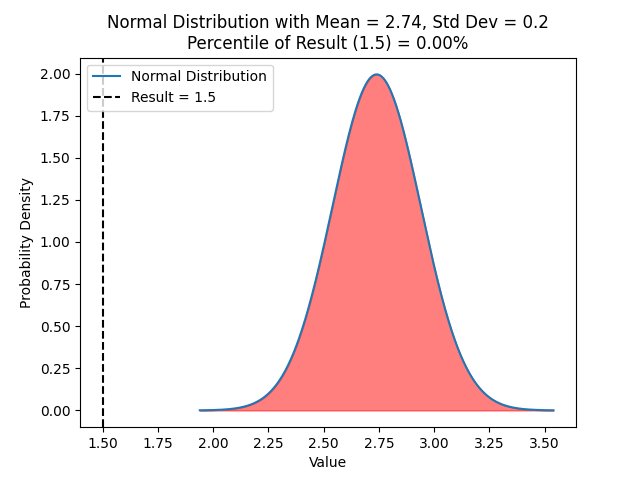 Normal Distribution with Mean = 2.74, Std Dev = 0.2
Percentile of Result (1.5) = 0.00%
Normal Distribution
Result = 1.5
Probability Density
2.00
1.75
1.50
1.25
1.00
0.75
0.50
0.25
0.00
1.50 1.75 2.00 2.25 2.50 2.75 3.00 3.25 3.50
Value